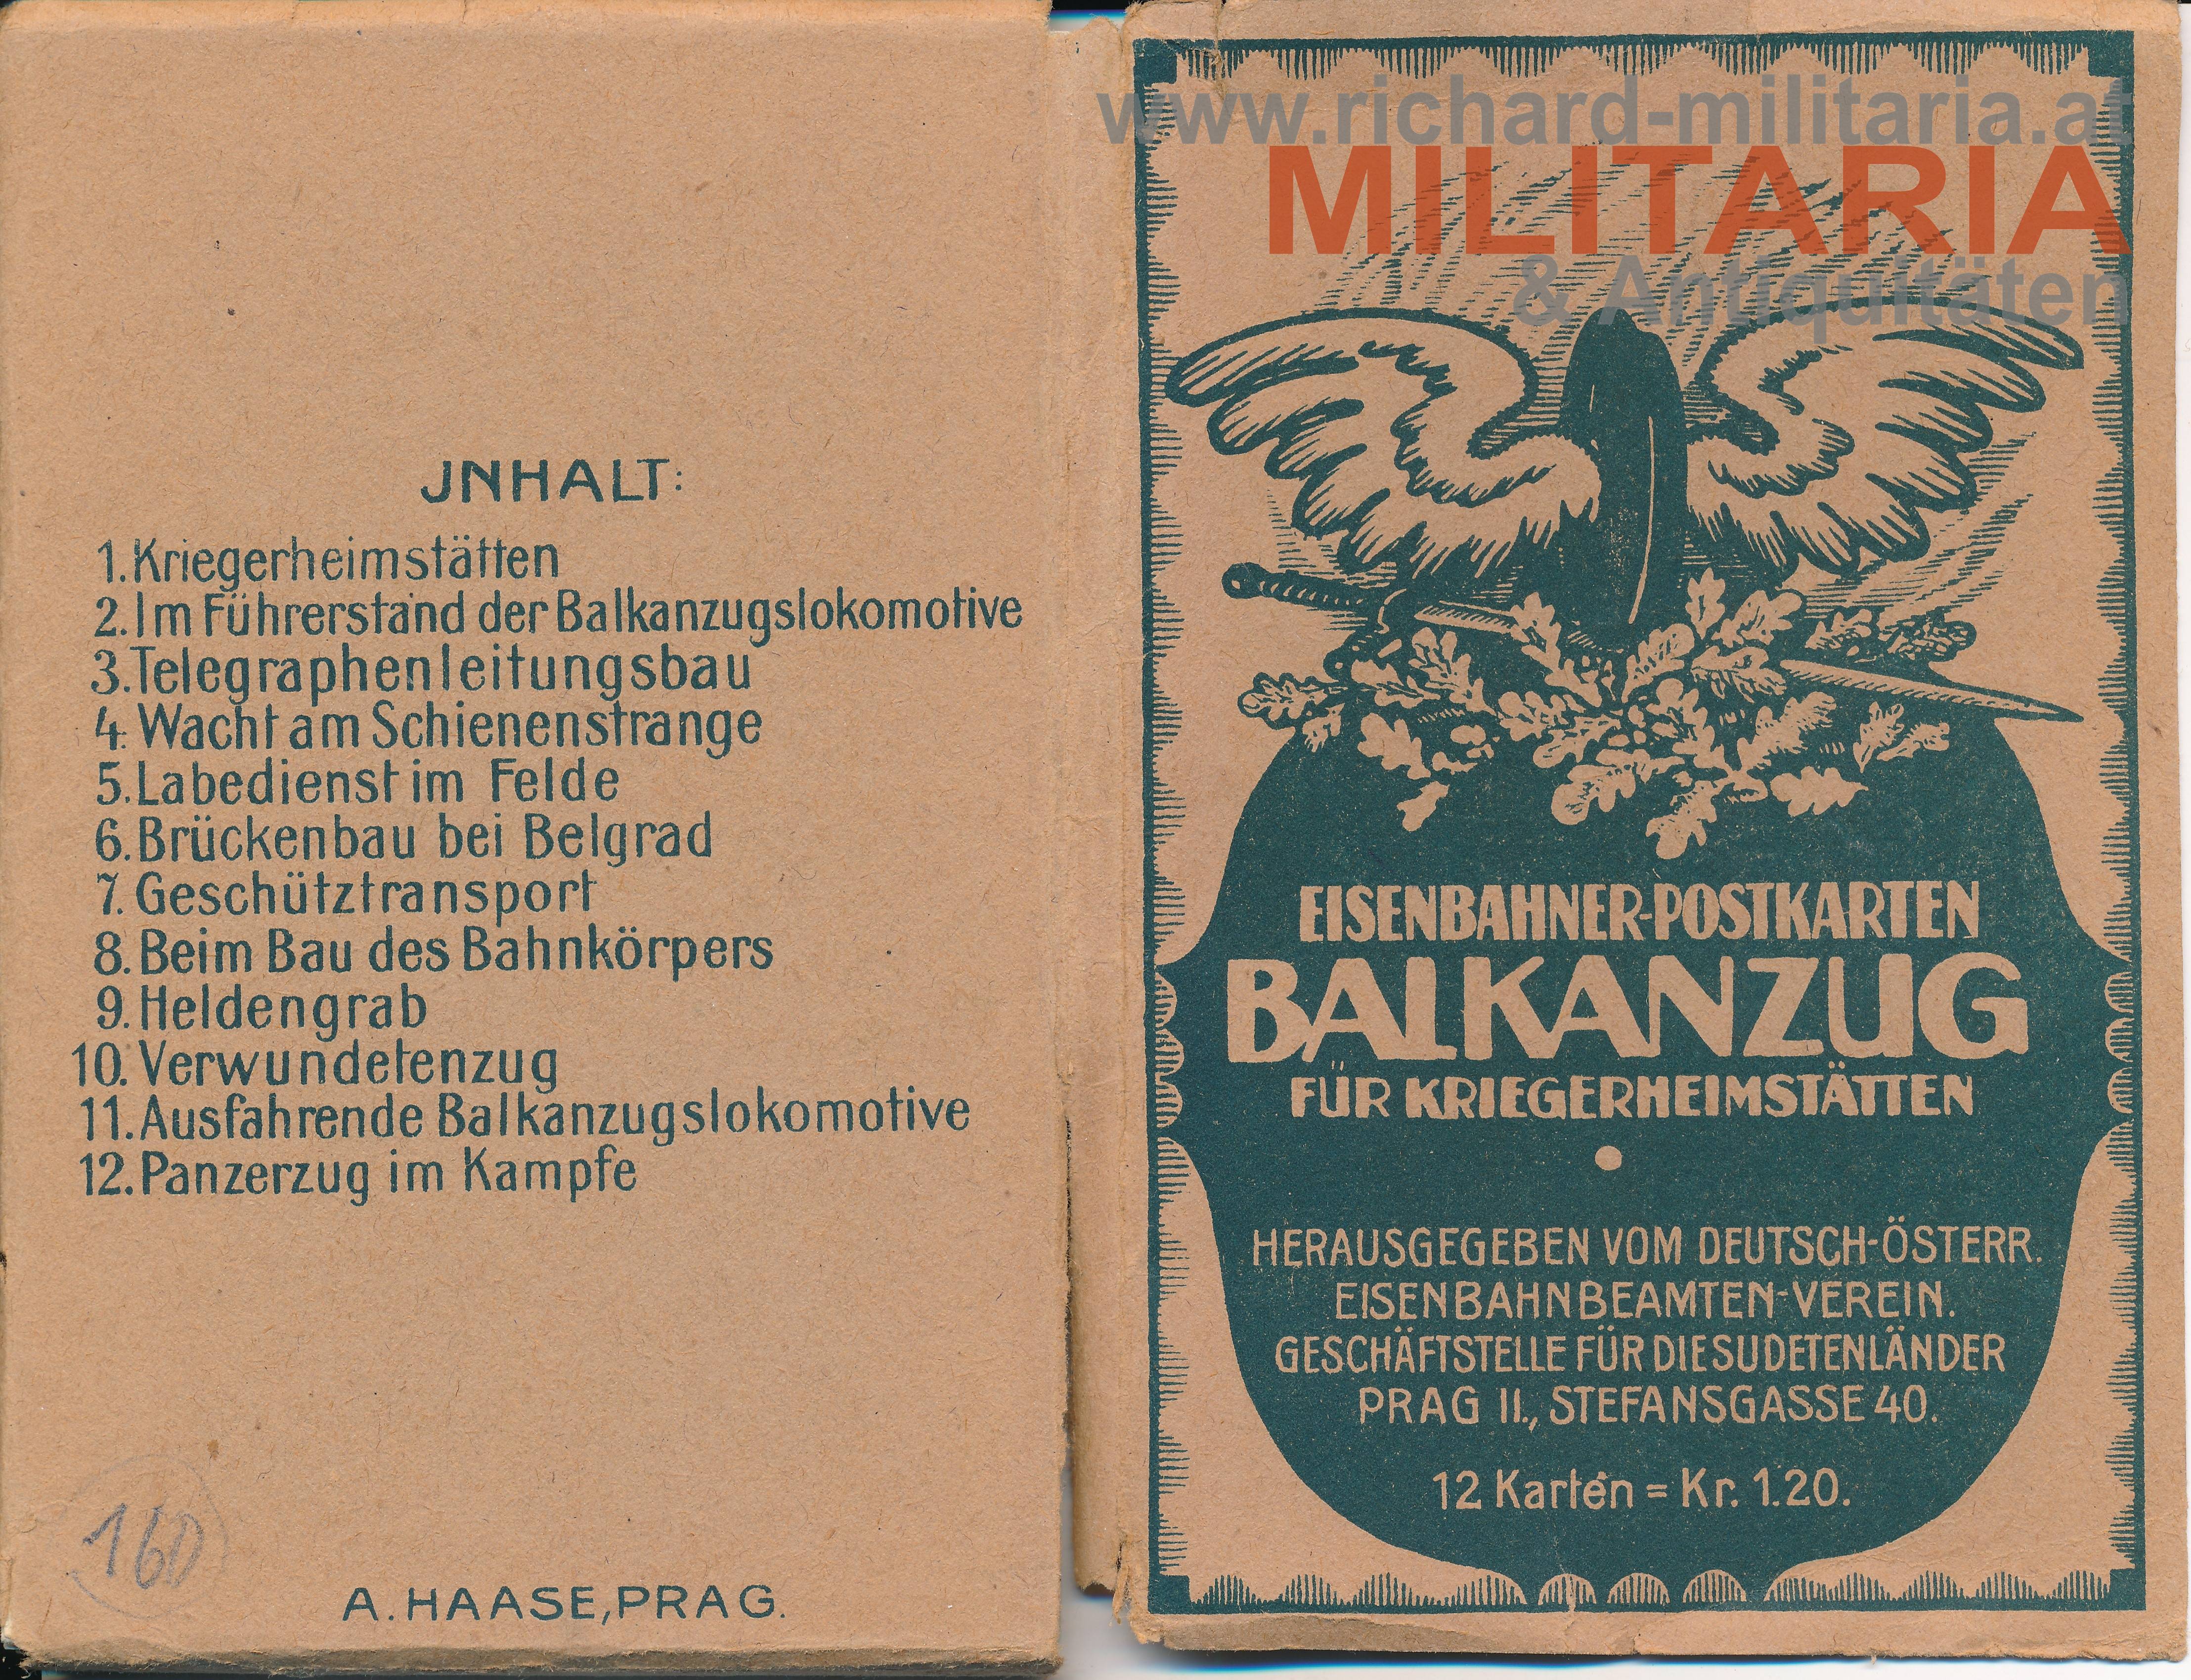 JNHALT:
1. Kriegerheimstätten
2. Im Führerstand der Balkanzugslokomotive
3. Telegraphenleitungsbau
4. Wacht am Schienenstrange
5. Labedienst im Felde
6. Brückenbau bei Belgrad
7. Geschütztransport
8. Beim Bau des Bahnkörpers
9. Heldengrab
10. Verwundetenzug
11. Ausfahrende Balkanzugslokomotive
12. Panzerzug im Kampfe
160
A. HAASE, PRAG.
www.richard-militaria.at
MILITARIA
& Antiquitäten
EISENBAHNER-POSTKARTEN
BALKANZUG
FÜR KRIEGERHEIMSTÄTTEN
HERAUSGEGEBEN VOM DEUTSCH-ÖSTERR.
EISENBAHNBEAMTEN-VEREIN.
GESCHÄFTSTELLE FÜR DIE SUDETENLÄNDER
PRAG II., STEFANSGASSE 40.
12 Karten = Kr. 1.20.